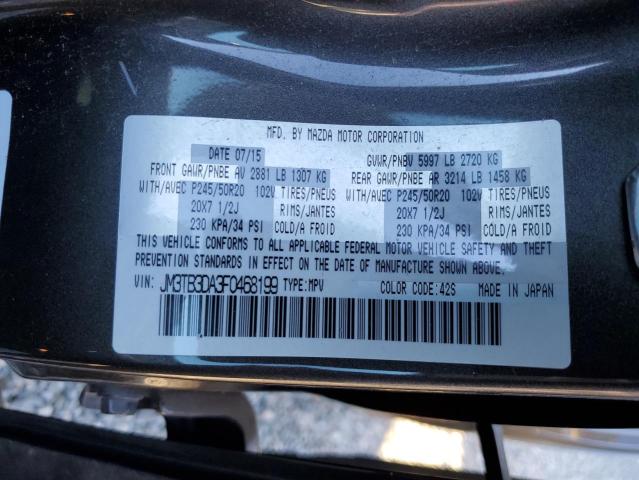 MFD. BY MAZDA MOTOR CORPORATION
DATE 07/15 GVWR/PNBV 5997 LB 2720 KG
FRONT GAWR/PNBE AV 2881 LB 1307 KG REAR GAWR/PNBE AR 3214 LB 1458 KG
WITH/AVEC P245/50R20 102V TIRES/PNEUS WITH/AVEC P245/50R20 102V TIRES/PNEUS
20X7 1/2J RIMS/JANTES 20X7 1/2J RIMS/JANTES
230 KPA/34 PSI COLD/A FROID 230 KPA/34 PSI COLD/A FROID
THIS VEHICLE CONFORMS TO ALL APPLICABLE FEDERAL MOTOR VEHICLE SAFETY AND THEFT
PREVENTION STANDARDS IN EFFECT ON THE DATE OF MANUFACTURE SHOWN ABOVE.
VIN: JM3TB3DA3F0468199 TYPE: MPV COLOR CODE: 42S MADE IN JAPAN